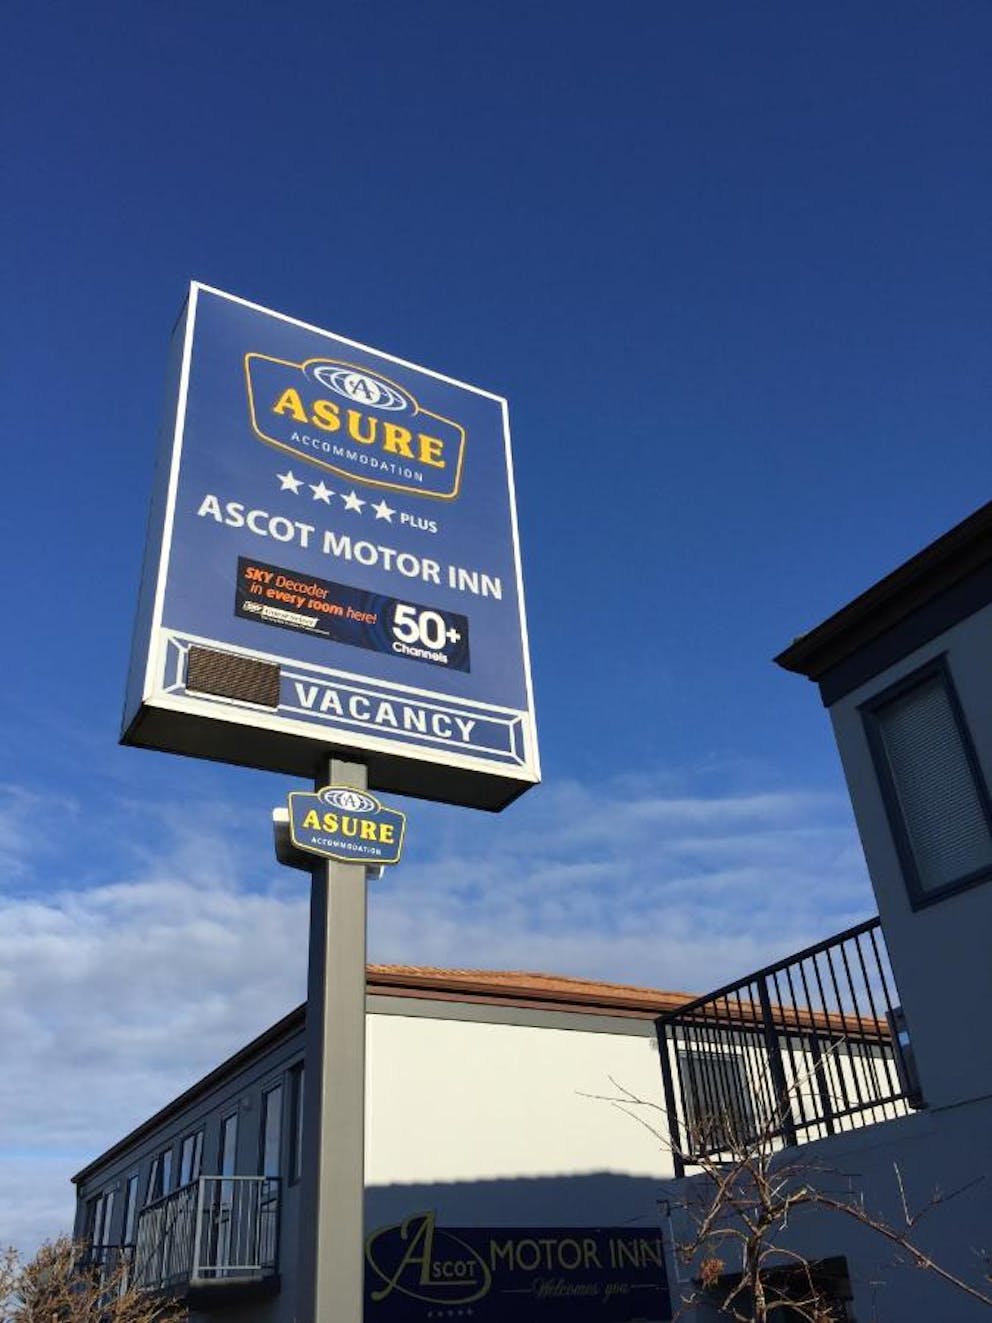 A
ASURE
ACCOMMODATION
PLUS
ASCOT MOTOR INN
SKY Decoder
in every room here!
SKY
50+
Channels
VACANCY
A
ASURE
ACCOMMODATION
ASCOT MOTOR INN
Welcomes you